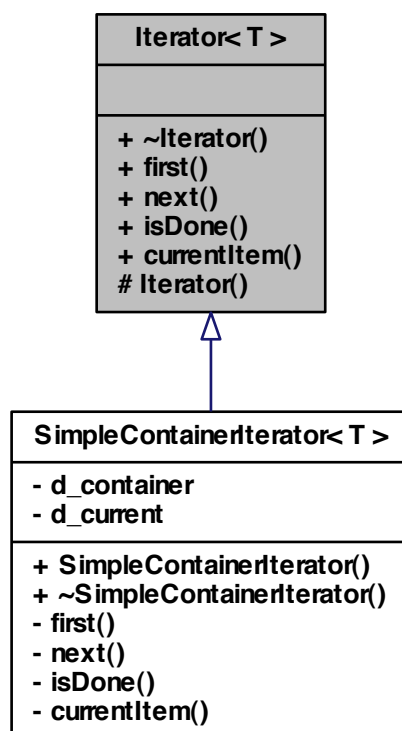 Iterator< T >
+ ~Iterator()
+ first()
+ next()
+ isDone()
+ currentItem()
# Iterator()
SimpleContainerIterator< T >
- d_container
- d_current
+ SimpleContainerIterator()
+ ~SimpleContainerIterator()
- first()
- next()
- isDone()
- currentItem()